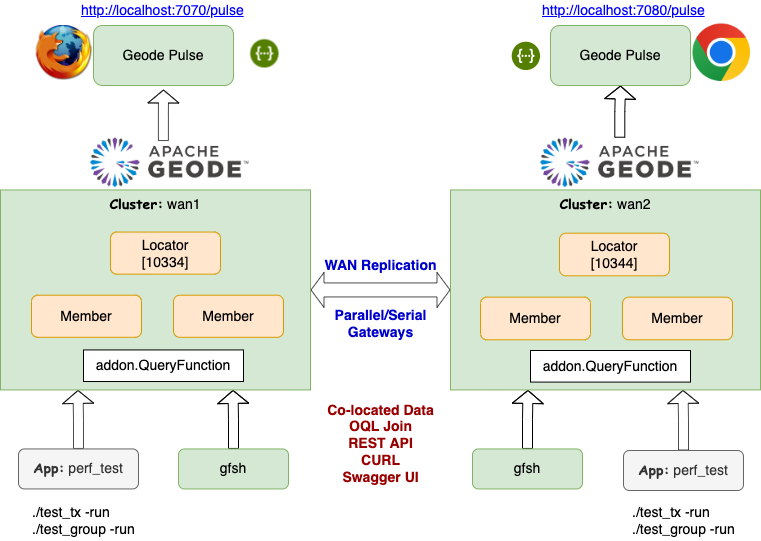 http://localhost:7070/pulse
http://localhost:7080/pulse
Geode Pulse
{···}
{···}
Geode Pulse
APACHE
GEODE™
APACHE
GEODE™
Cluster: wan1
Cluster: wan2
Locator
[10334]
Locator
[10344]
WAN Replication
Member
Member
Parallel/Serial
Gateways
Member
Member
addon.QueryFunction
addon.QueryFunction
Co-located Data
OQL Join
REST API
CURL
Swagger UI
App: perf_test
gfsh
gfsh
App: perf_test
./test_tx -run
./test_group -run
./test_tx -run
./test_group -run